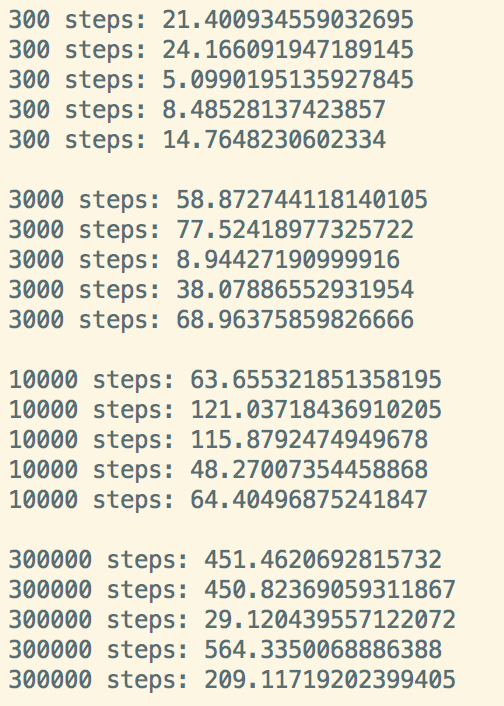 300 steps: 21.400934559032695
300 steps: 24.166091947189145
300 steps: 5.0990195135927845
300 steps: 8.48528137423857
300 steps: 14.7648230602334
3000 steps: 58.872744118140105
3000 steps: 77.52418977325722
3000 steps: 8.94427190999916
3000 steps: 38.07886552931954
3000 steps: 68.96375859826666
10000 steps: 63.655321851358195
10000 steps: 121.03718436910205
10000 steps: 115.8792474949678
10000 steps: 48.27007354458868
10000 steps: 64.40496875241847
300000 steps: 451.4620692815732
300000 steps: 450.82369059311867
300000 steps: 29.120439557122072
300000 steps: 564.3350068886388
300000 steps: 209.11719202399405